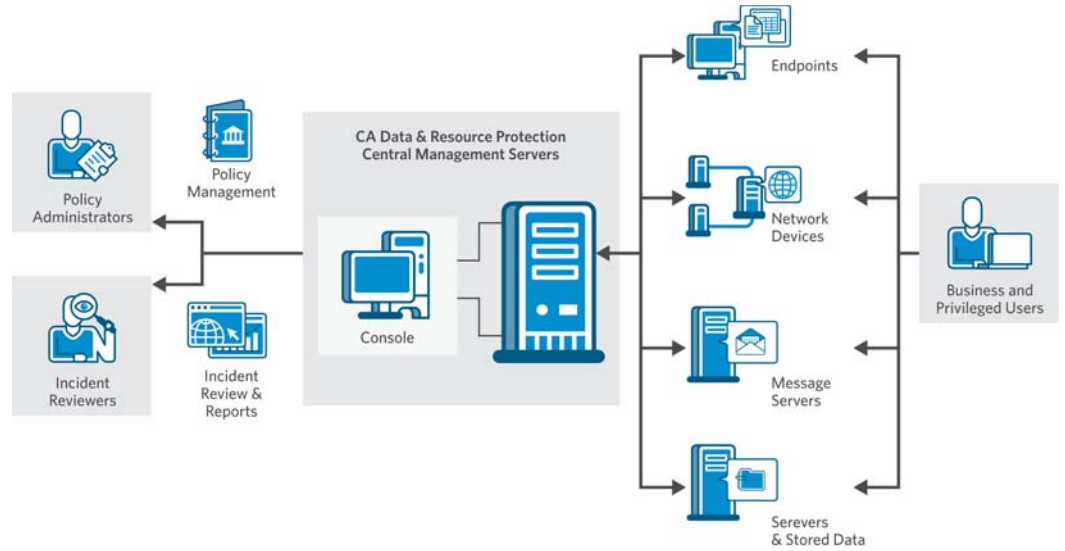 Endpoints
CA Data & Resource Protection
Central Management Servers
Policy
Administrators
Policy
Management
Network
Devices
Console
Business and
Privileged Users
Incident
Reviewers
Incident
Review &
Reports
Message
Servers
Serevers
& Stored Data